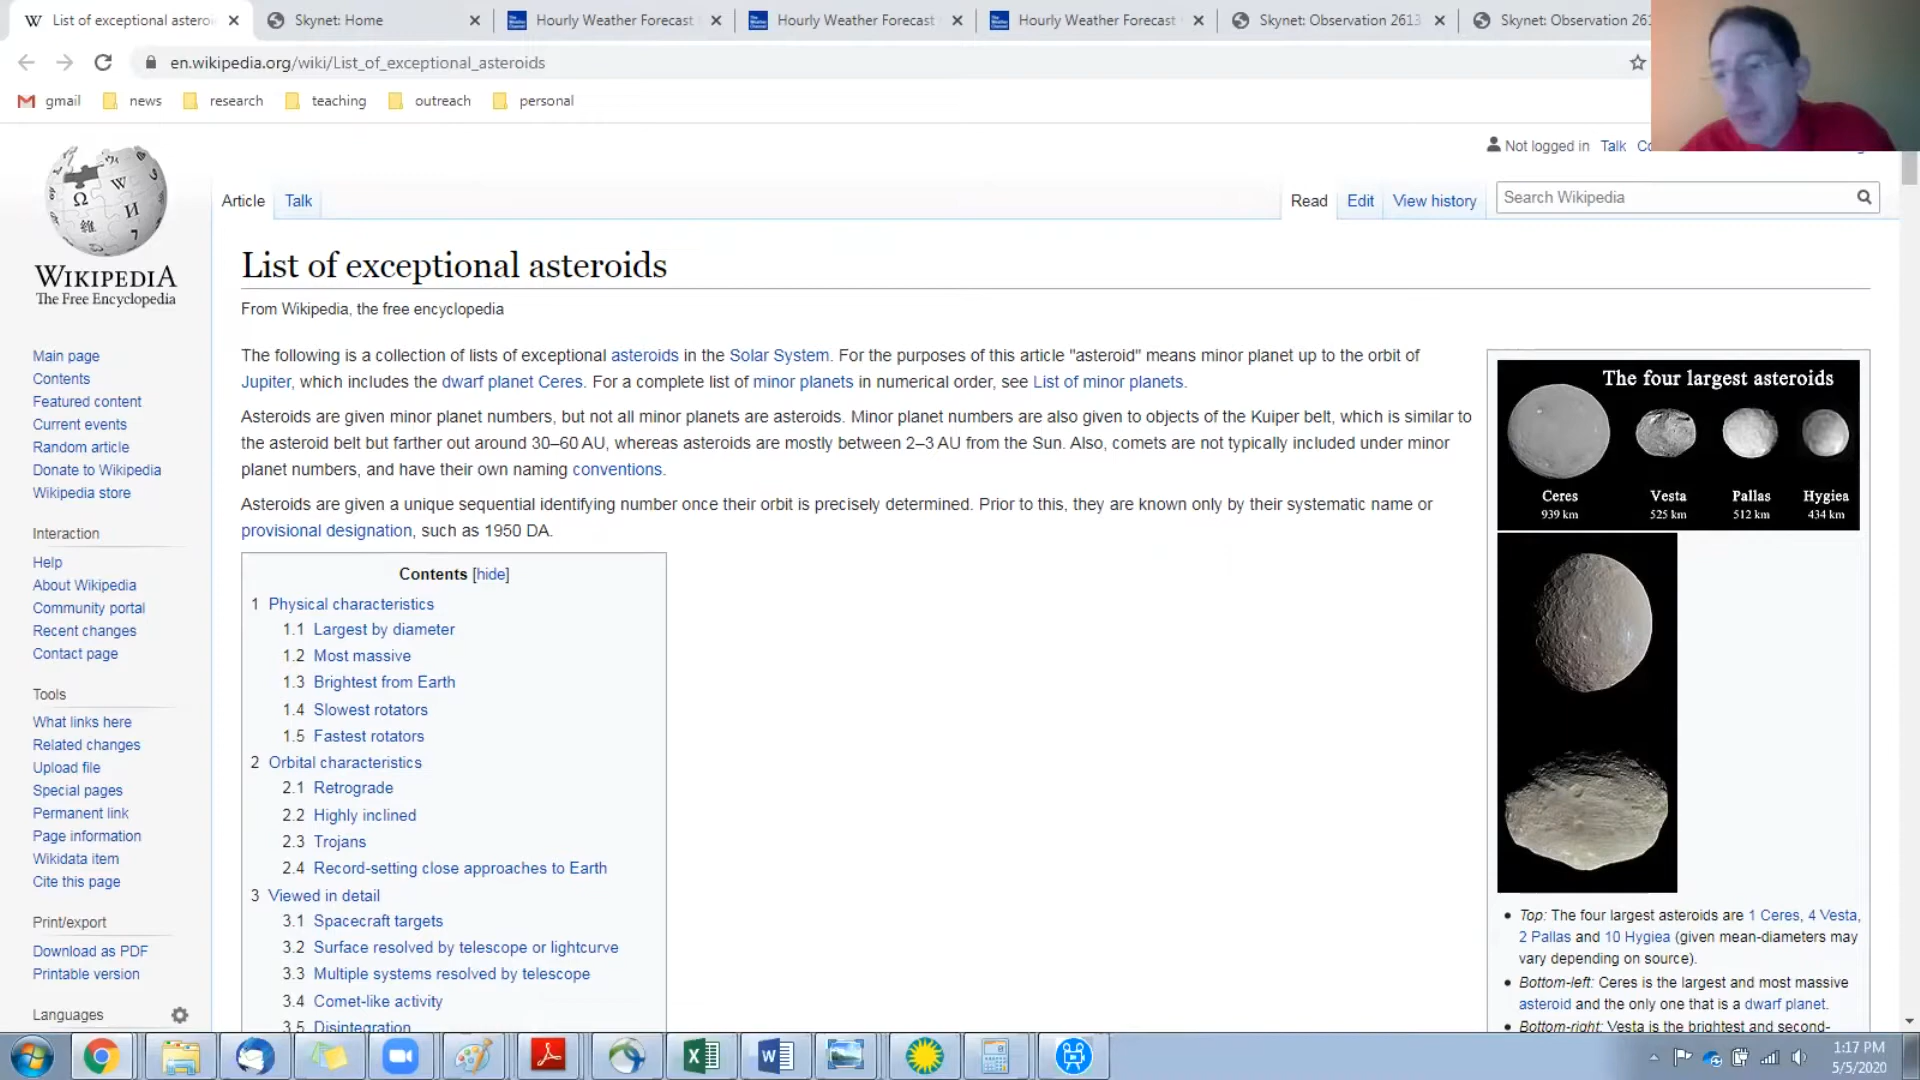 List of exceptional asteroi
Skynet: Home
Hourly Weather Forecast
Hourly Weather Forecast
Hourly Weather Forecast
Skynet: Observation 2613
Skynet: Observation 261
en.wikipedia.org/wiki/List_of_exceptional_asteroids
gmail
news
research
teaching
outreach
personal
Not logged in
Talk
Article
Talk
Read
Edit
View history
Search Wikipedia
WIKIPEDIA
The Free Encyclopedia
Main page
Contents
Featured content
Current events
Random article
Donate to Wikipedia
Wikipedia store
Interaction
Help
About Wikipedia
Community portal
Recent changes
Contact page
Tools
What links here
Related changes
Upload file
Special pages
Permanent link
Page information
Wikidata item
Cite this page
Print/export
Download as PDF
Printable version
Languages
List of exceptional asteroids
From Wikipedia, the free encyclopedia
The following is a collection of lists of exceptional asteroids in the Solar System. For the purposes of this article "asteroid" means minor planet up to the orbit of
Jupiter, which includes the dwarf planet Ceres. For a complete list of minor planets in numerical order, see List of minor planets.
Asteroids are given minor planet numbers, but not all minor planets are asteroids. Minor planet numbers are also given to objects of the Kuiper belt, which is similar to
the asteroid belt but farther out around 30–60 AU, whereas asteroids are mostly between 2–3 AU from the Sun. Also, comets are not typically included under minor
planet numbers, and have their own naming conventions.
Asteroids are given a unique sequential identifying number once their orbit is precisely determined. Prior to this, they are known only by their systematic name or
provisional designation, such as 1950 DA.
Contents [hide]
1 Physical characteristics
1.1 Largest by diameter
1.2 Most massive
1.3 Brightest from Earth
1.4 Slowest rotators
1.5 Fastest rotators
2 Orbital characteristics
2.1 Retrograde
2.2 Highly inclined
2.3 Trojans
2.4 Record-setting close approaches to Earth
3 Viewed in detail
3.1 Spacecraft targets
3.2 Surface resolved by telescope or lightcurve
3.3 Multiple systems resolved by telescope
3.4 Comet-like activity
3.5 Disintegration
The four largest asteroids
Ceres
939 km
Vesta
525 km
Pallas
512 km
Hygiea
434 km
• Top: The four largest asteroids are 1 Ceres, 4 Vesta,
2 Pallas and 10 Hygiea (given mean-diameters may
vary depending on source).
• Bottom-left: Ceres is the largest and most massive
asteroid and the only one that is a dwarf planet.
• Bottom-right: Vesta is the brightest and second-
1:17 PM
5/5/2020